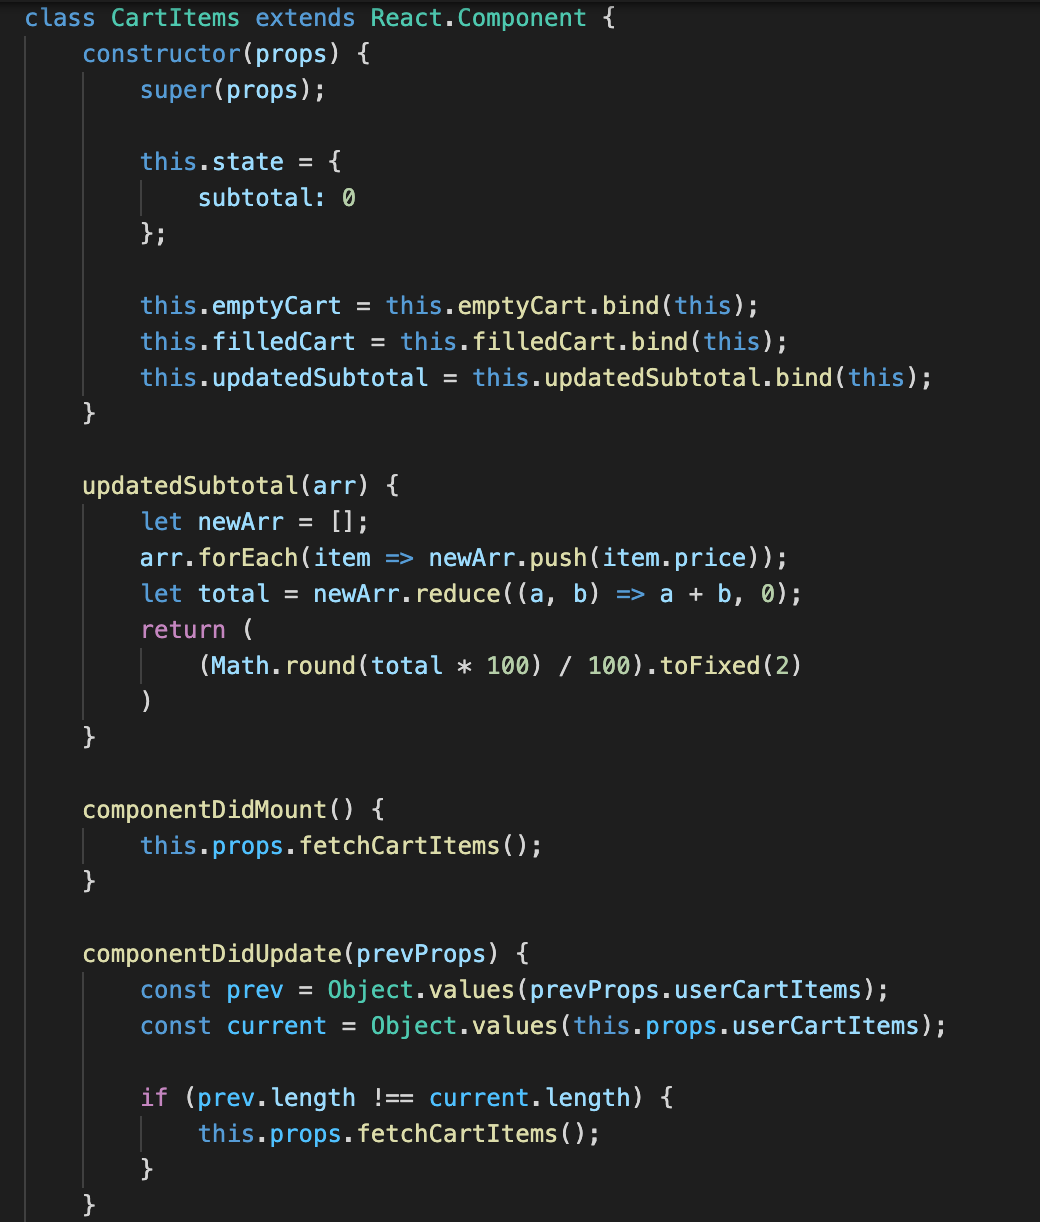 class CartItems extends React.Component {
    constructor(props) {
        super(props);

        this.state = {
            subtotal: 0
        };

        this.emptyCart = this.emptyCart.bind(this);
        this.filledCart = this.filledCart.bind(this);
        this.updatedSubtotal = this.updatedSubtotal.bind(this);
    }

    updatedSubtotal(arr) {
        let newArr = [];
        arr.forEach(item => newArr.push(item.price));
        let total = newArr.reduce((a, b) => a + b, 0);
        return (
            (Math.round(total * 100) / 100).toFixed(2)
        )
    }

    componentDidMount() {
        this.props.fetchCartItems();
    }

    componentDidUpdate(prevProps) {
        const prev = Object.values(prevProps.userCartItems);
        const current = Object.values(this.props.userCartItems);

        if (prev.length !== current.length) {
            this.props.fetchCartItems();
        }
    }